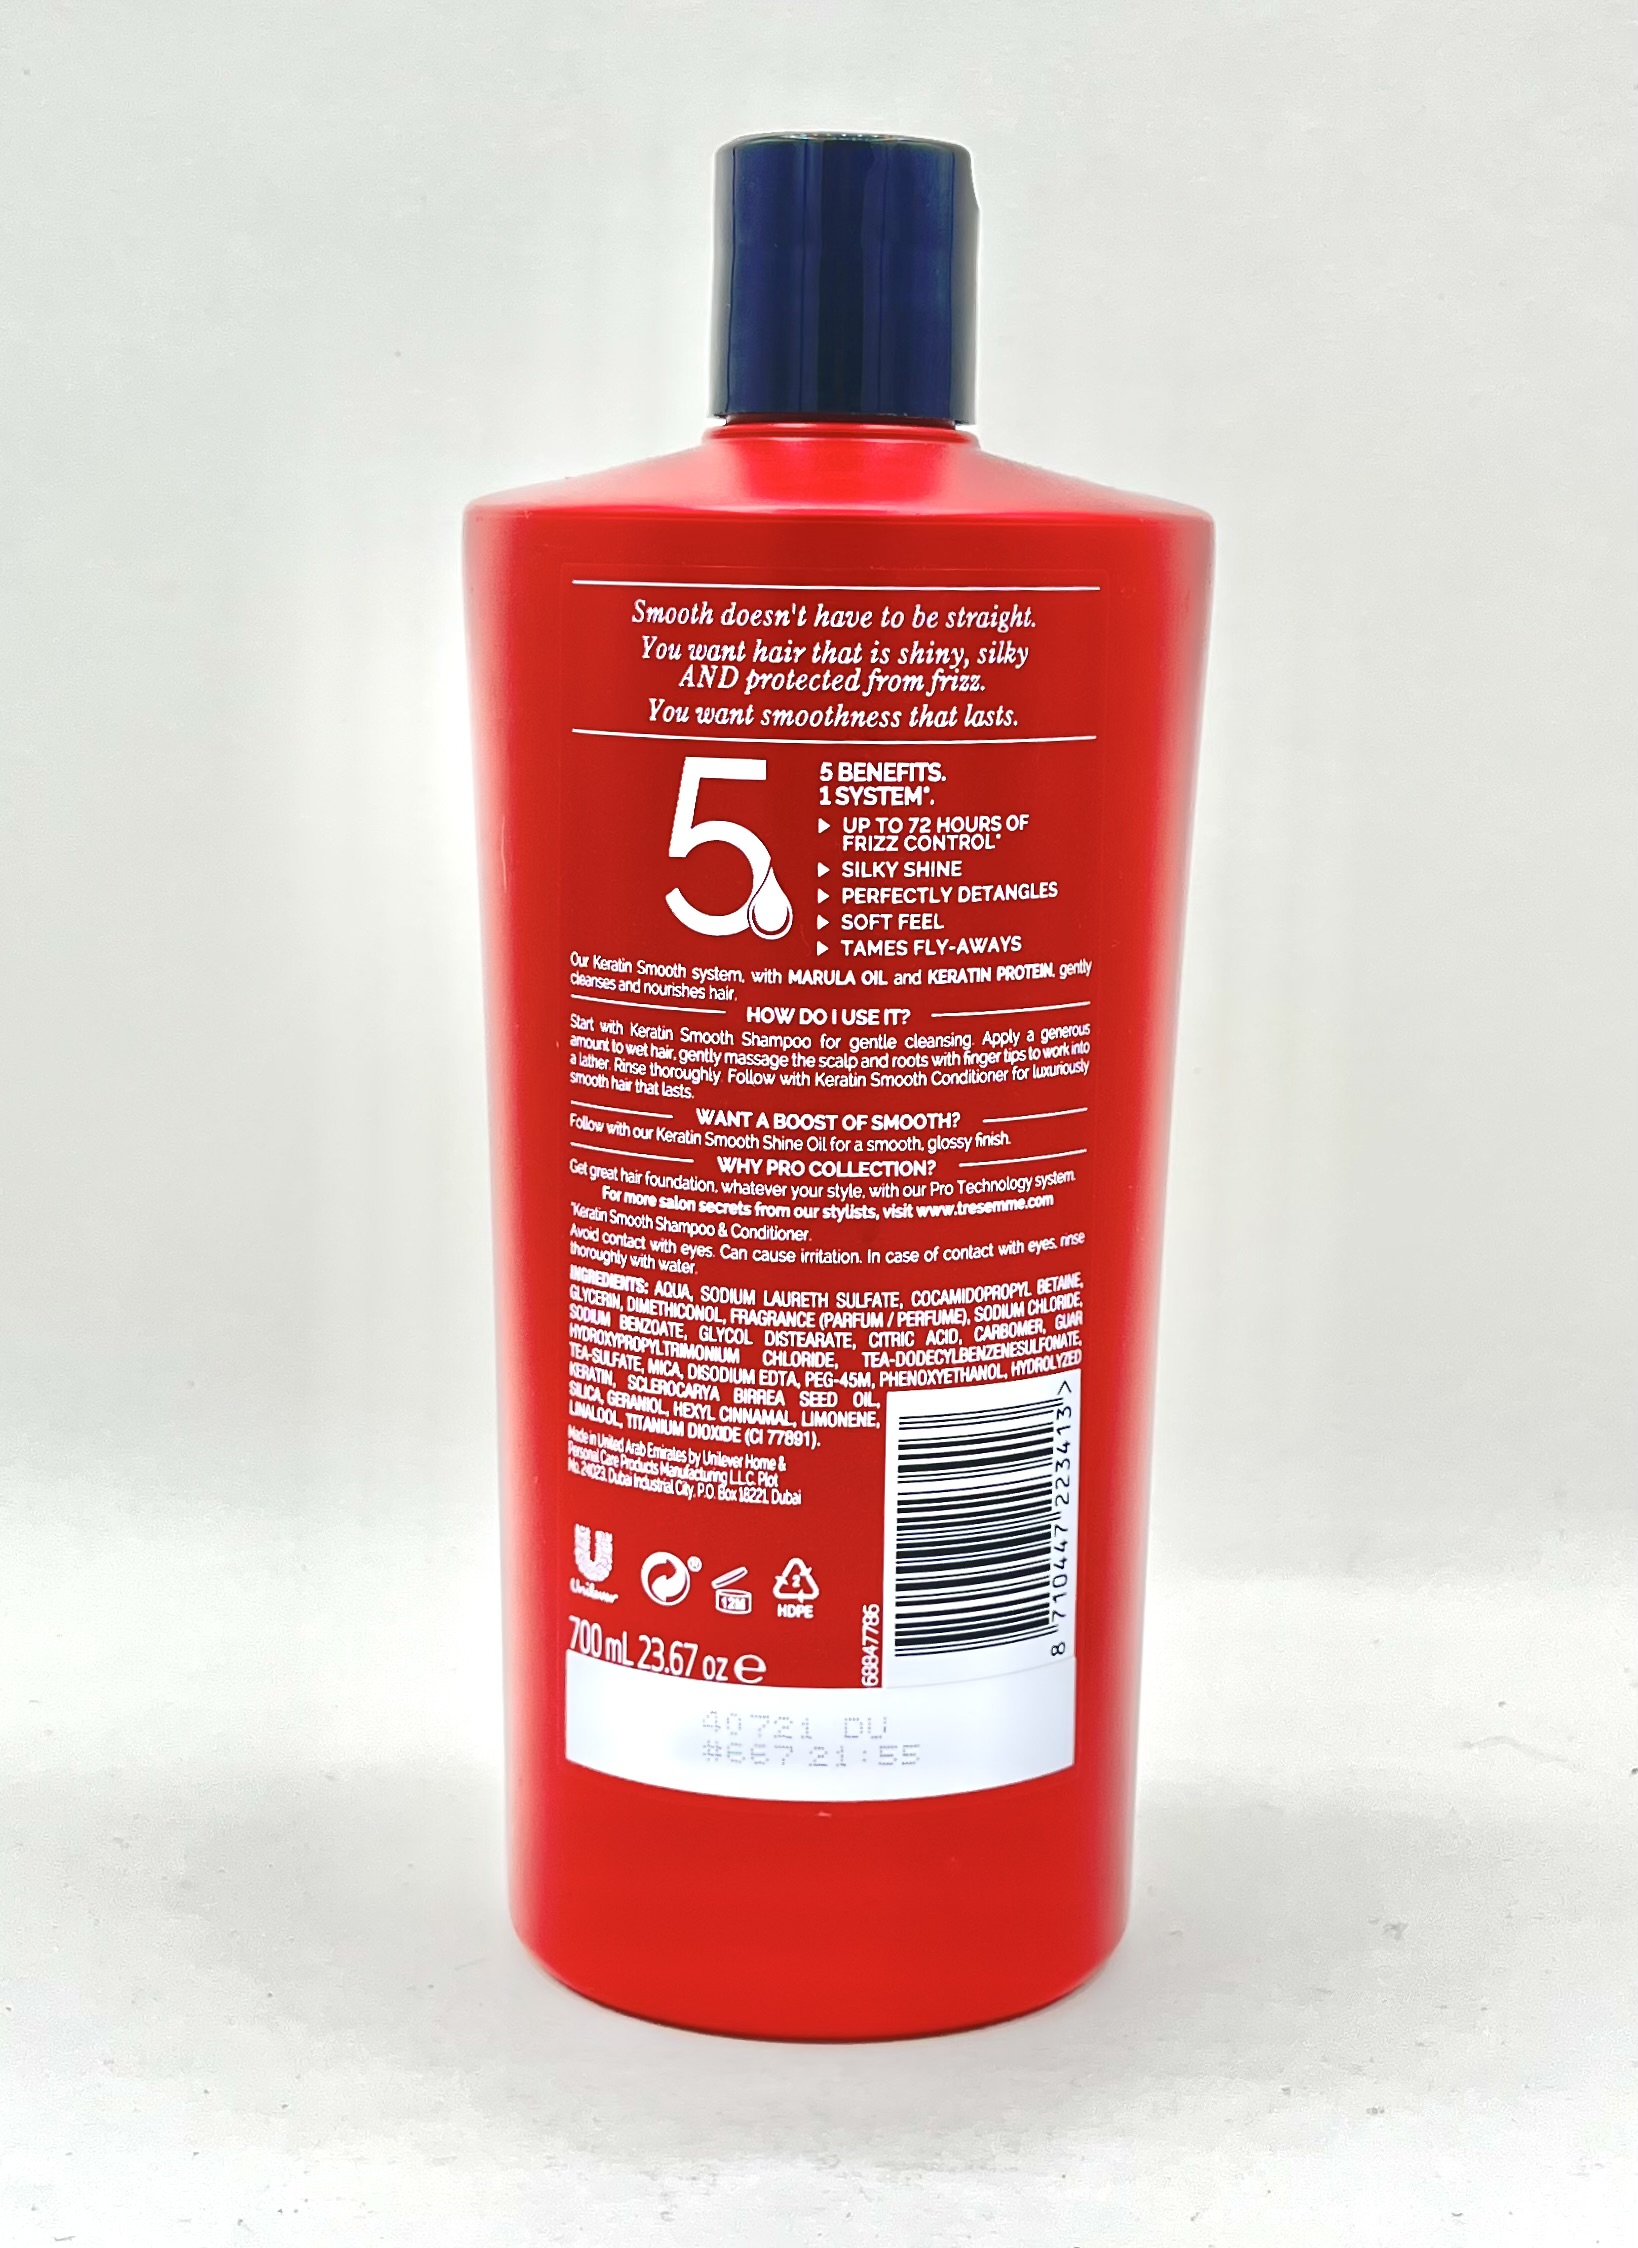 Smooth doesn't have to be straight.
You want hair that is shiny, silky
AND protected from frizz.
You want smoothness that lasts.
5
5 BENEFITS.
1 SYSTEM*.
UP TO 72 HOURS OF
FRIZZ CONTROL*
SILKY SHINE
PERFECTLY DETANGLES
SOFT FEEL
TAMES FLY-AWAYS
Our Keratin Smooth system, with MARULA OIL and KERATIN PROTEIN, gently
cleanses and nourishes hair.
HOW DO I USE IT?
Start with Keratin Smooth Shampoo for gentle cleansing. Apply a generous
amount to wet hair, gently massage the scalp and roots with finger tips to work into
a lather. Rinse thoroughly. Follow with Keratin Smooth Conditioner for luxuriously
smooth hair that lasts.
WANT A BOOST OF SMOOTH?
Follow with our Keratin Smooth Shine Oil for a smooth, glossy finish.
WHY PRO COLLECTION?
Get great hair foundation, whatever your style, with our Pro Technology system.
For more salon secrets from our stylists, visit www.tresemme.com
*Keratin Smooth Shampoo & Conditioner.
Avoid contact with eyes. Can cause irritation. In case of contact with eyes, rinse
thoroughly with water.
INGREDIENTS: AQUA, SODIUM LAURETH SULFATE, COCAMIDOPROPYL BETAINE,
GLYCERIN, DIMETHICONOL, FRAGRANCE (PARFUM / PERFUME), SODIUM CHLORIDE,
SODIUM BENZOATE, GLYCOL DISTEARATE, CITRIC ACID, CARBOMER, GUAR
HYDROXYPROPYLTRIMONIUM CHLORIDE, TEA-DODECYLBENZENESULFONATE,
TEA-SULFATE, MICA, DISODIUM EDTA, PEG-45M, PHENOXYETHANOL, HYDROLYZED
KERATIN, SCLEROCARYA BIRREA SEED OIL,
SILICA, GERANIOL, HEXYL CINNAMAL, LIMONENE,
LINALOOL, TITANIUM DIOXIDE (CI 77891).
Made in United Arab Emirates by Unilever Home &
Personal Care Products Manufacturing L.L.C. Plot
No. 24023, Dubai Industrial City, P.O. Box 18221, Dubai
U
Unilever
®
12M
2
HDPE
700 mL 23.67 oz e
68847786
8 710447 223413 >
40721 DU
#667 21:55